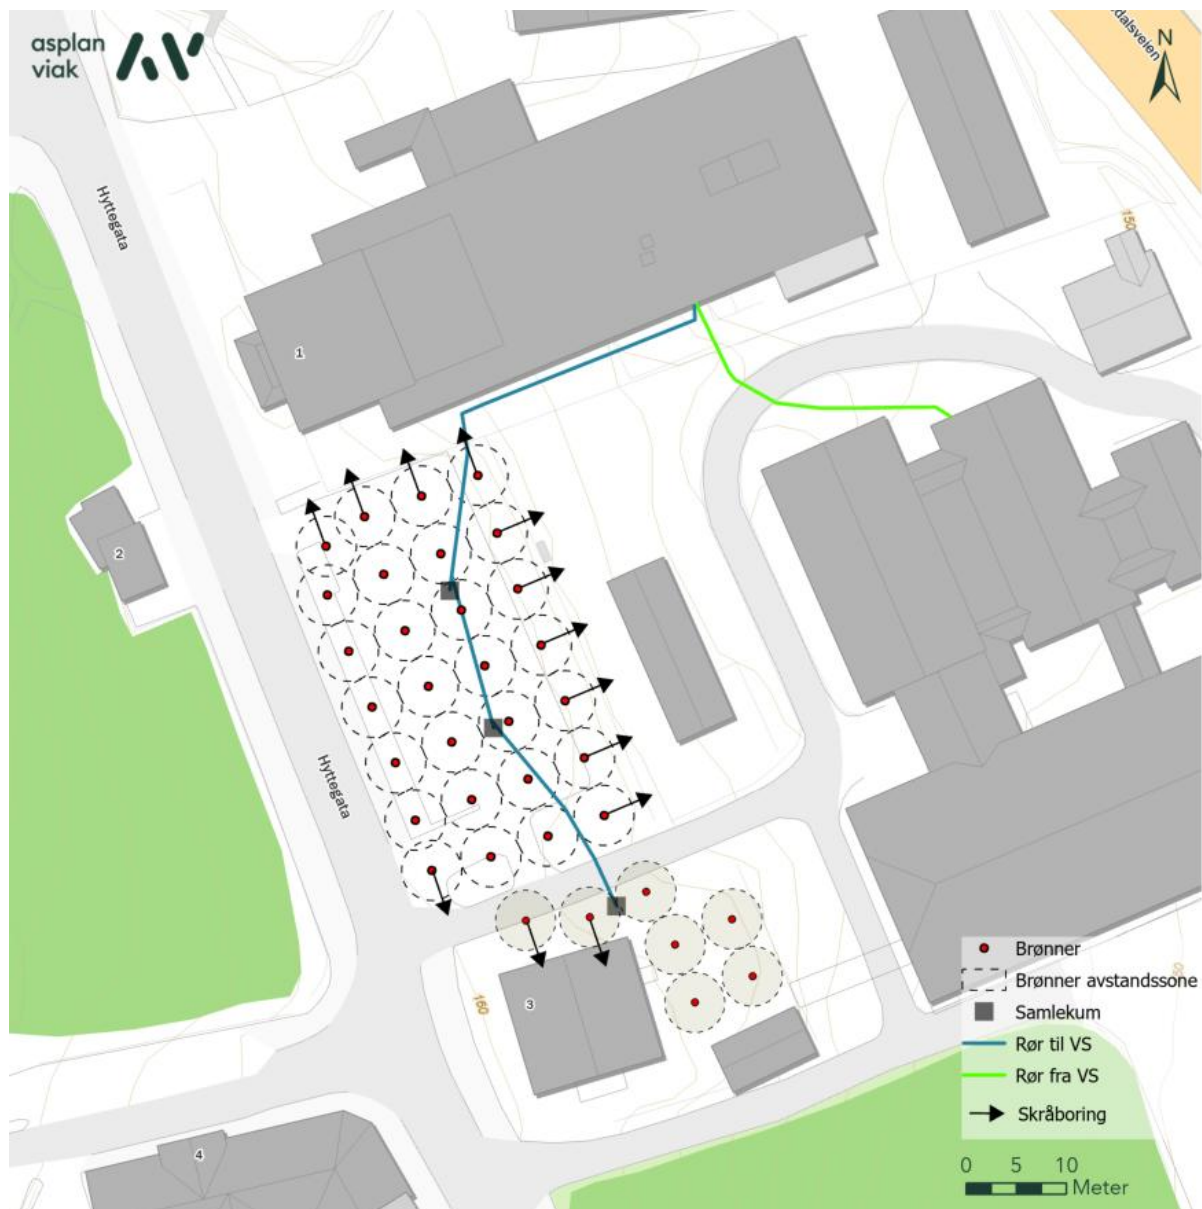 asplan
viak
dalsveien
N
Hyttegata
150
1
2
Hyttegata
3
160
4
Brønner
Brønner avstandssone
Samlekum
Rør til VS
Rør fra VS
Skråboring
0 5 10
Meter